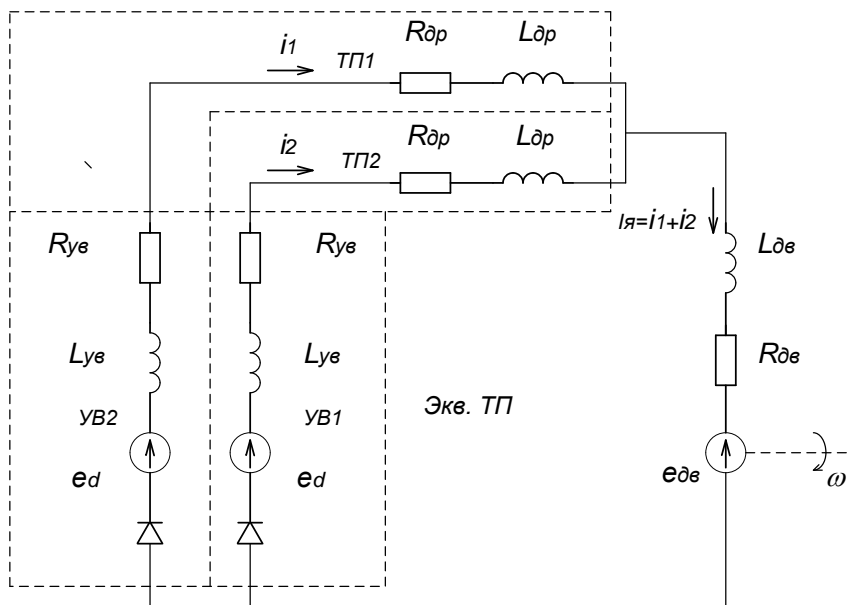 Rдр Lдр
i1 ТП1
Rдр Lдр
i2 ТП2
Iя=i1+i2
Rув Rув
Lдв
Lув Lув
Rдв
УВ2 УВ1
Экв. ТП
ed ed
eдв
ω